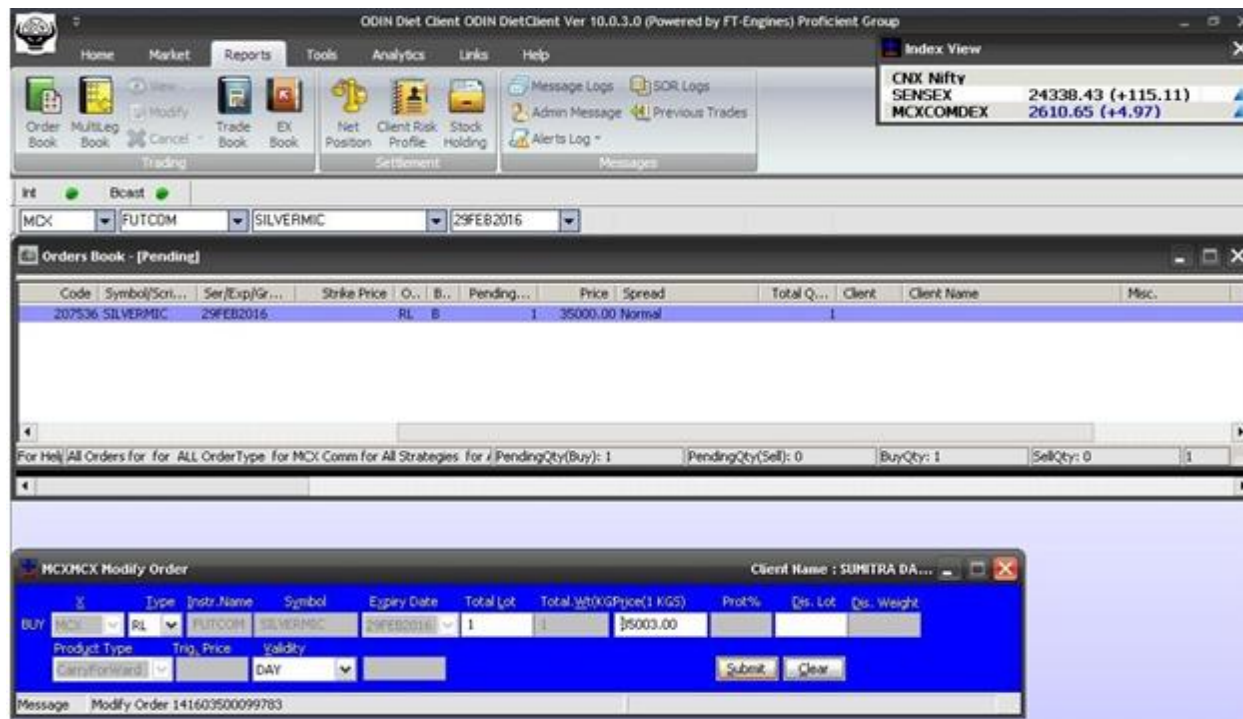 ODIN Diet Client ODIN DietClient Ver 10.0.3.0 (Powered by FT-Engines) Proficient Group
Home Market Reports Tools Analytics Links Help
Index View
CNX Nifty
SENSEX 24338.43 (+115.11)
MCXCOMDEX 2610.65 (+4.97)
Order Book
MultiLeg Book
View
Modify
Cancel
Trade Book
EX Book
Net Position
Client Risk Profile
Stock Holding
Message Logs SOR Logs
Admin Message Previous Trades
Alerts Log
Trading Settlement Messages
Int Bcast
MCX FUTCOM SILVERMIC 29FEB2016
Orders Book - [Pending]
Code Symbol/Scri... Ser/Exp/Gr... Strike Price O.. B.. Pending... Price Spread Total Q... Client Client Name Misc.
207536 SILVERMIC 29FEB2016 RL B 1 35000.00 Normal 1
For Hel All Orders for for ALL OrderType for MCX Comm for All Strategies for PendingQty(Buy): 1 PendingQty(Sell): 0 BuyQty: 1 SellQty: 0 1
MCXMCX Modify Order Client Name : SUMITRA DA...
X Type Instr.Name Symbol Expiry Date Total Lot Total.Wt(KG Price(1 KGS) Prot% Dis. Lot Dis. Weight
BUY MCX RL FUTCOM SILVERMIC 29FEB2016 1 1 35003.00
Product Type Trig. Price Validity
CarryForward DAY Submit Clear
Message Modify Order 141603500099783